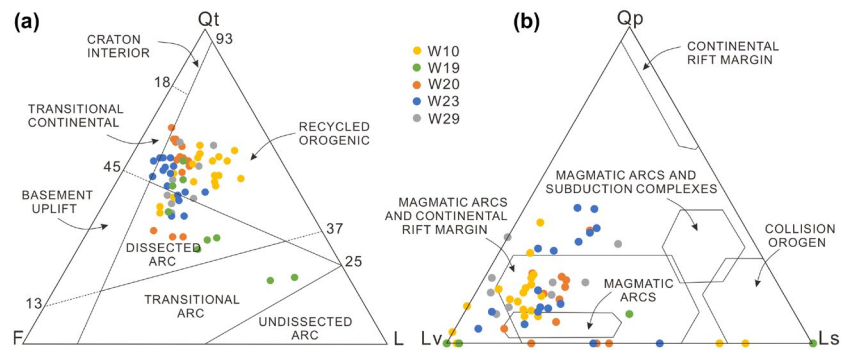 (a)
Qt
93
CRATON
INTERIOR
18
TRANSITIONAL
CONTINENTAL
RECYCLED
OROGENIC
45
BASEMENT
UPLIFT
37
DISSECTED
ARC
25
13
TRANSITIONAL
ARC
UNDISSECTED
ARC
F
L
W10
W19
W20
W23
W29
(b)
Qp
CONTINENTAL
RIFT MARGIN
MAGMATIC ARCS AND
SUBDUCTION COMPLEXES
MAGMATIC ARCS
AND CONTINENTAL
RIFT MARGIN
COLLISION
OROGEN
MAGMATIC
ARCS
Lv
Ls